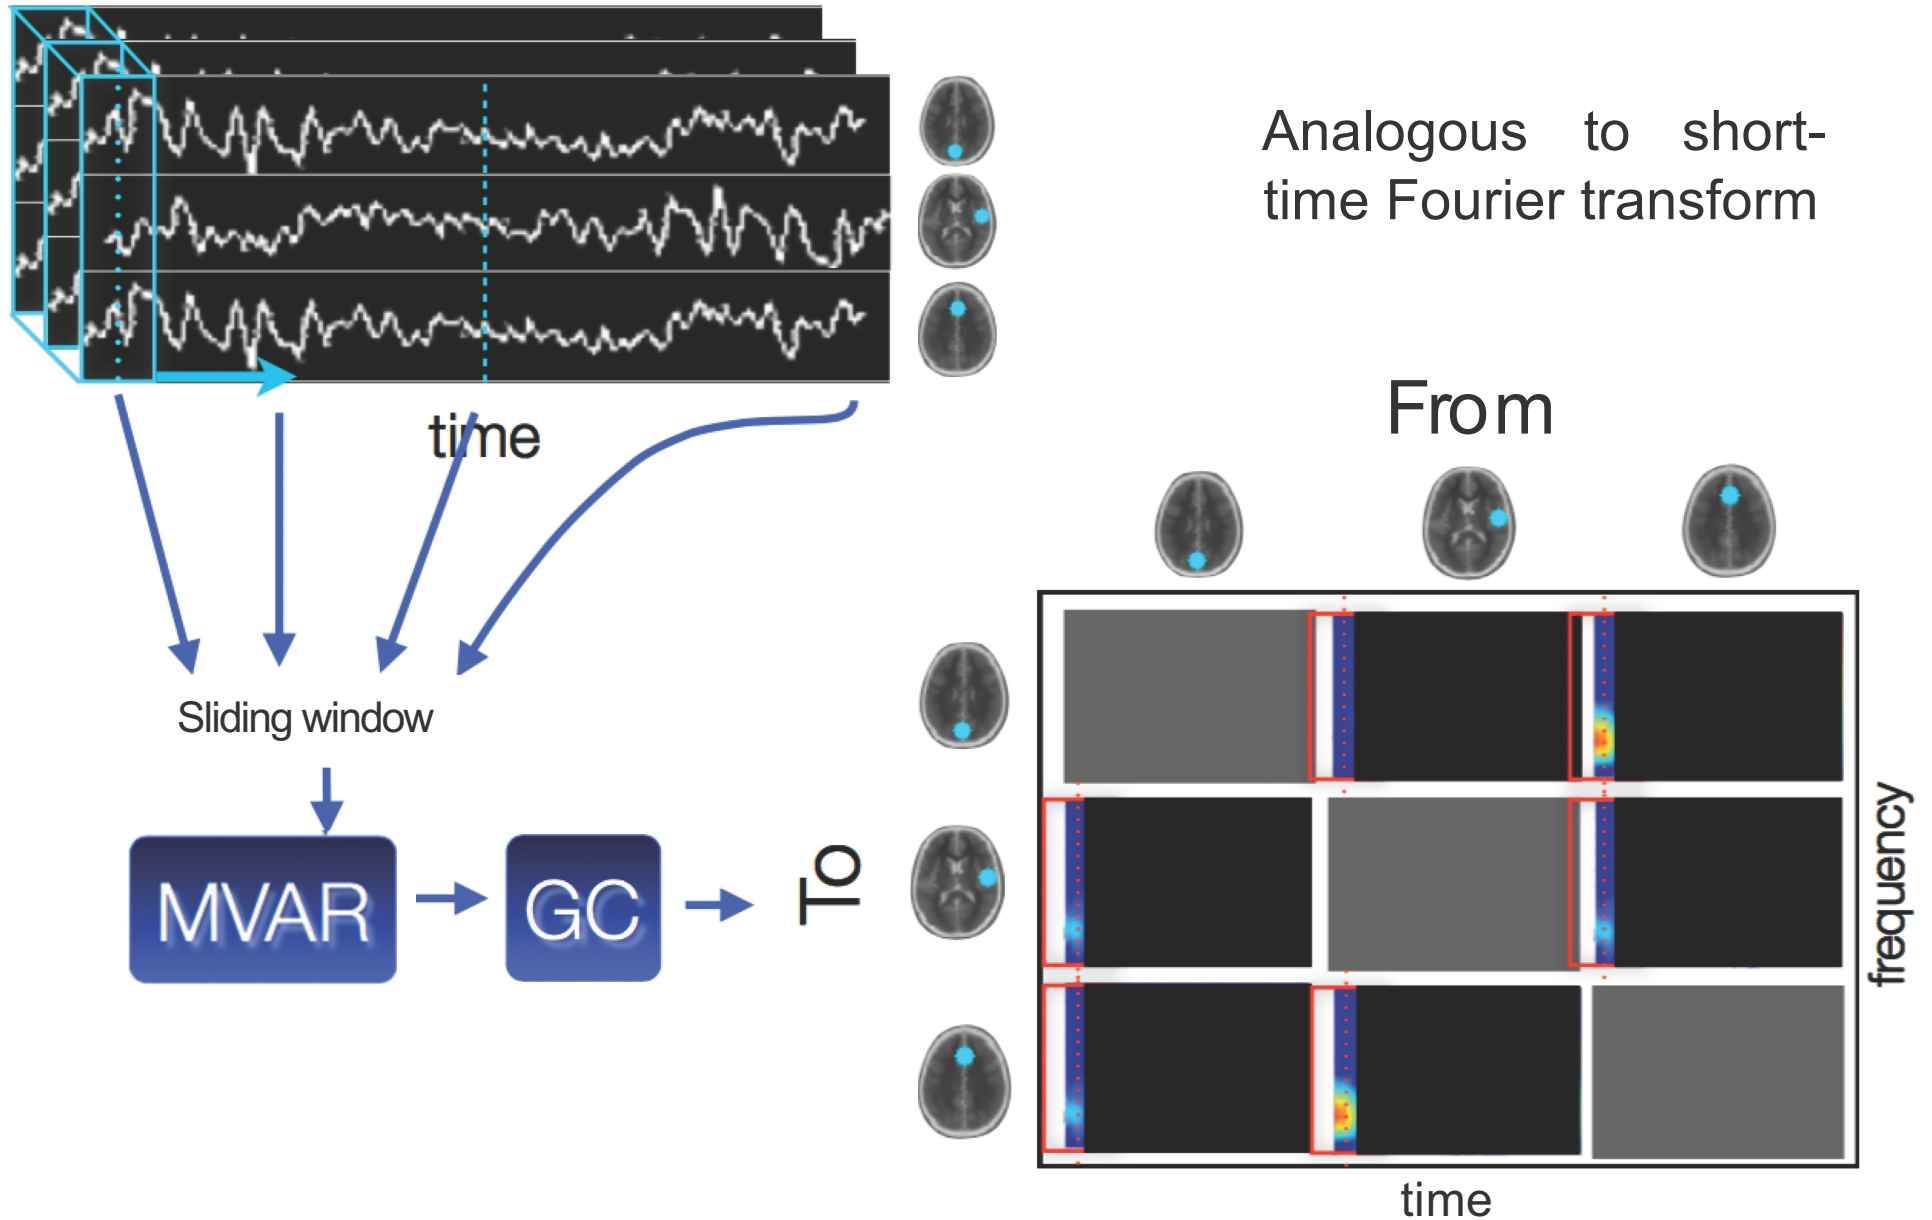 Analogous to short-
time Fourier transform
time
From
Sliding window
MVAR
GC
To
frequency
time